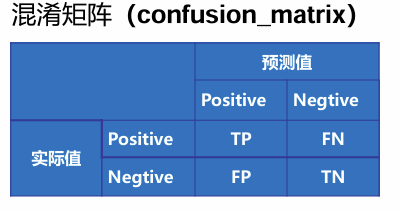 混淆矩阵（confusion_matrix）
预测值
Positive Negtive
实际值 Positive TP FN
Negtive FP TN